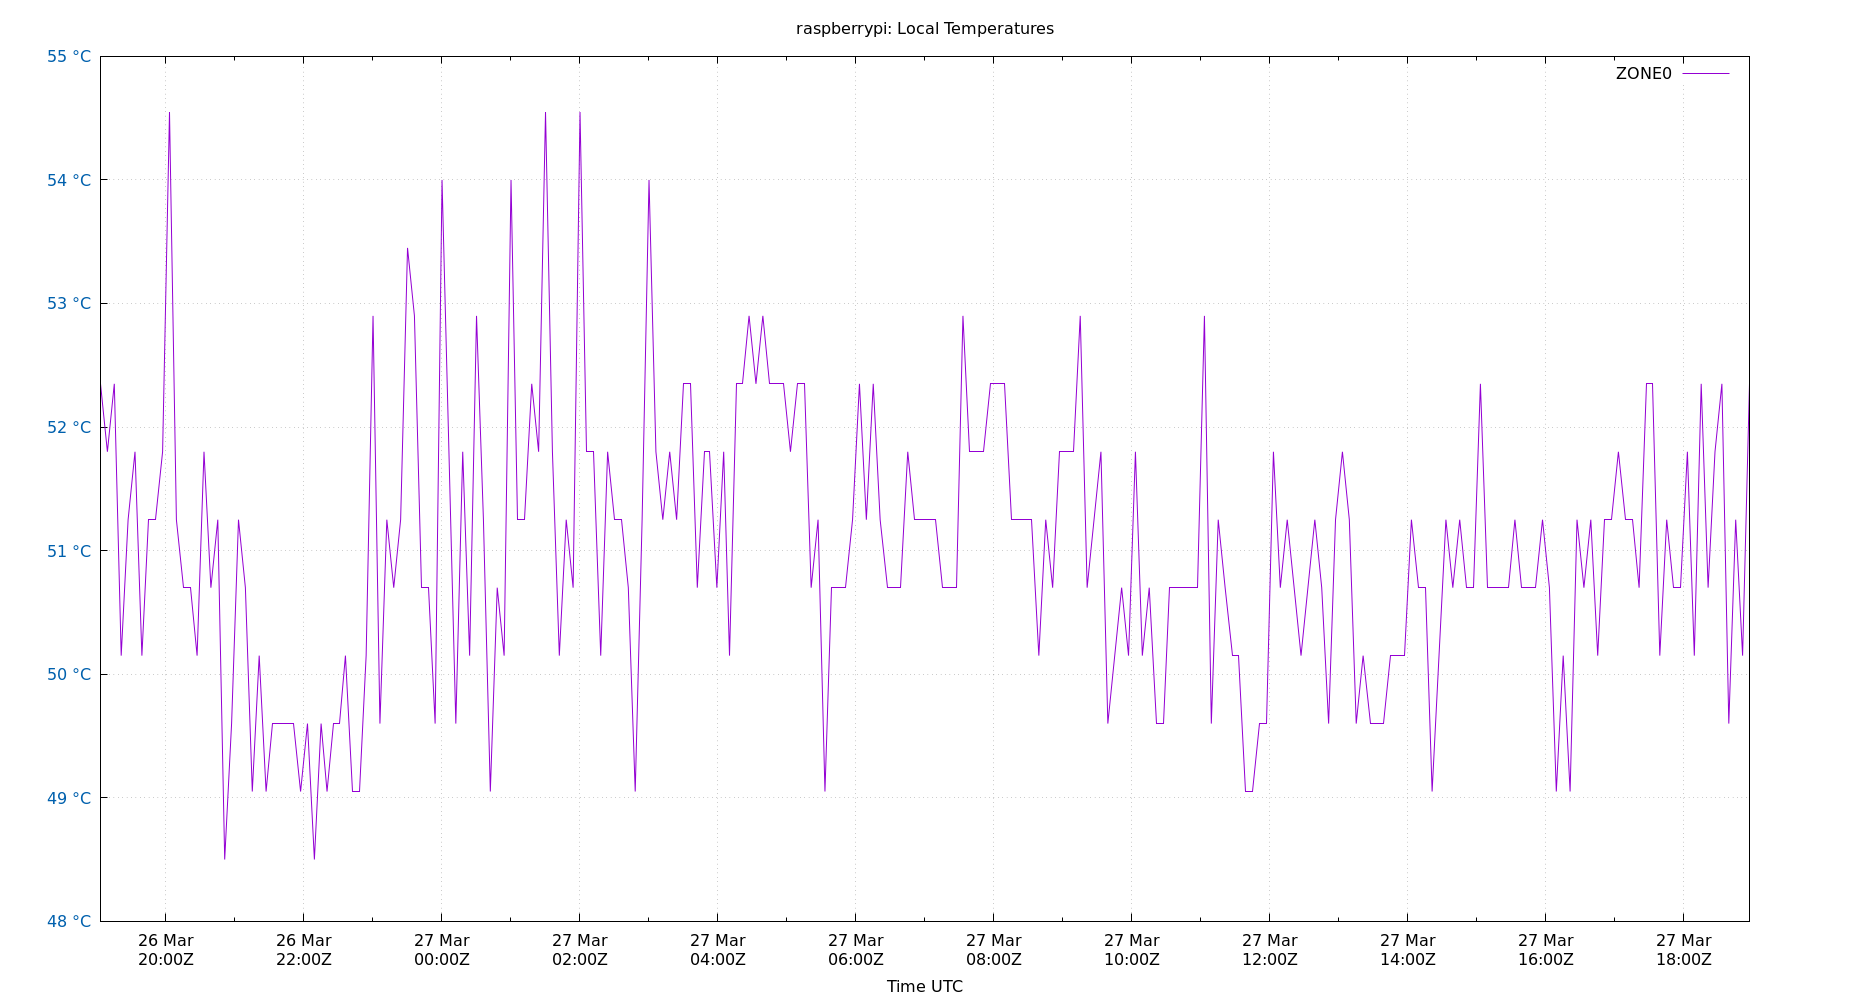 raspberrypi: Local Temperatures
55 °C
ZONE0
54 °C
53 °C
52 °C
51 °C
50 °C
49 °C
48 °C
26 Mar 26 Mar 27 Mar 27 Mar 27 Mar 27 Mar 27 Mar 27 Mar 27 Mar 27 Mar 27 Mar 27 Mar
20:00Z 22:00Z 00:00Z 02:00Z 04:00Z 06:00Z 08:00Z 10:00Z 12:00Z 14:00Z 16:00Z 18:00Z
Time UTC